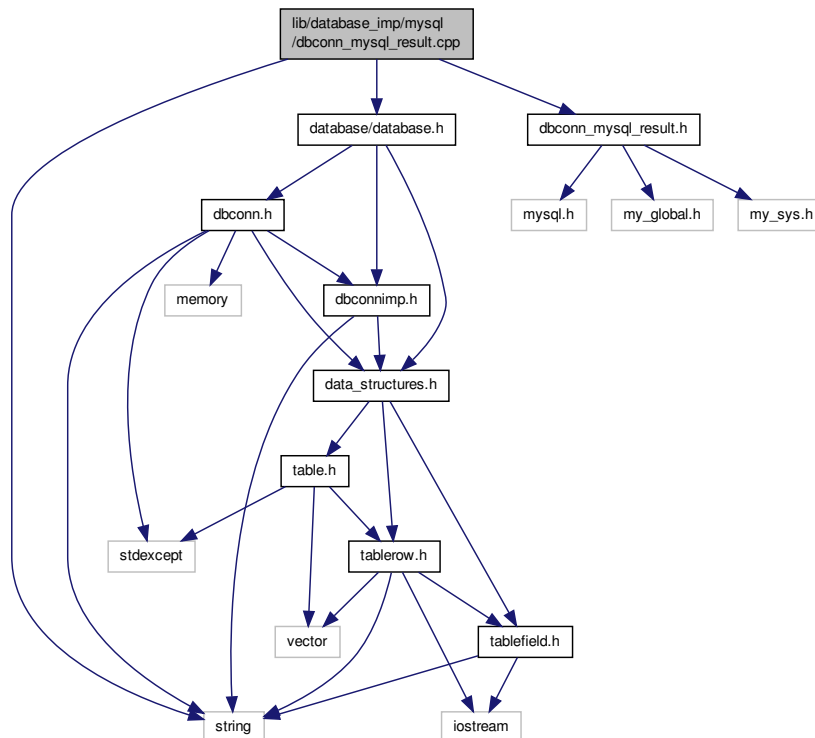 lib/database_imp/mysql
/dbconn_mysql_result.cpp
database/database.h
dbconn_mysql_result.h
dbconn.h
mysql.h
my_global.h
my_sys.h
memory
dbconnimp.h
data_structures.h
table.h
stdexcept
tablerow.h
vector
tablefield.h
string
iostream